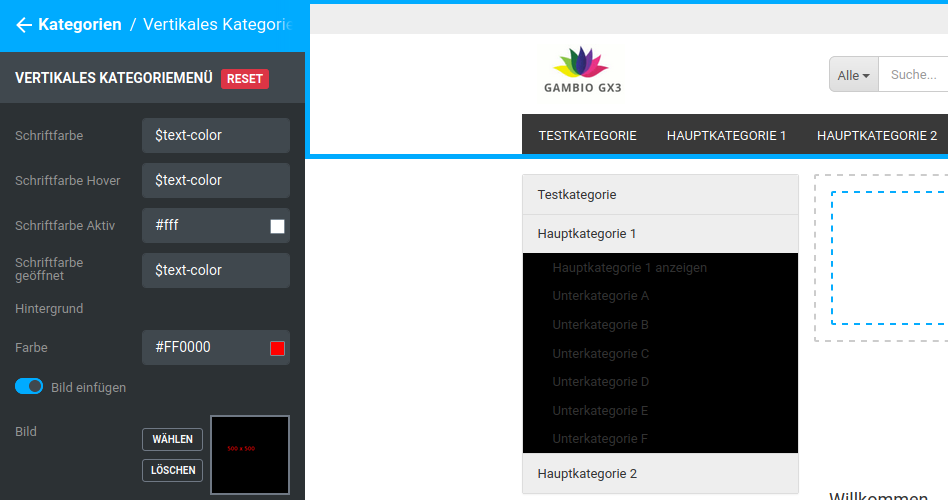 Kategorien / Vertikales Kategorie
VERTIKALES KATEGORIEMENÜ RESET
Schriftfarbe $text-color
Schriftfarbe Hover $text-color
Schriftfarbe Aktiv #fff
Schriftfarbe
geöffnet $text-color
Hintergrund
Farbe #FF0000
Bild einfügen
Bild
WÄHLEN
LÖSCHEN
500 x 500
GAMBIO GX3
Alle Suche...
TESTKATEGORIE HAUPTKATEGORIE 1 HAUPTKATEGORIE 2
Testkategorie
Hauptkategorie 1
Hauptkategorie 1 anzeigen
Unterkategorie A
Unterkategorie B
Unterkategorie C
Unterkategorie D
Unterkategorie E
Unterkategorie F
Hauptkategorie 2
Willkommen